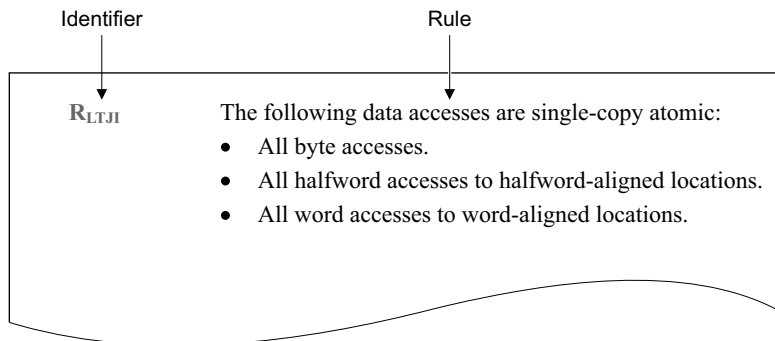 Identifier Rule
R_LTJI The following data accesses are single-copy atomic:
• All byte accesses.
• All halfword accesses to halfword-aligned locations.
• All word accesses to word-aligned locations.